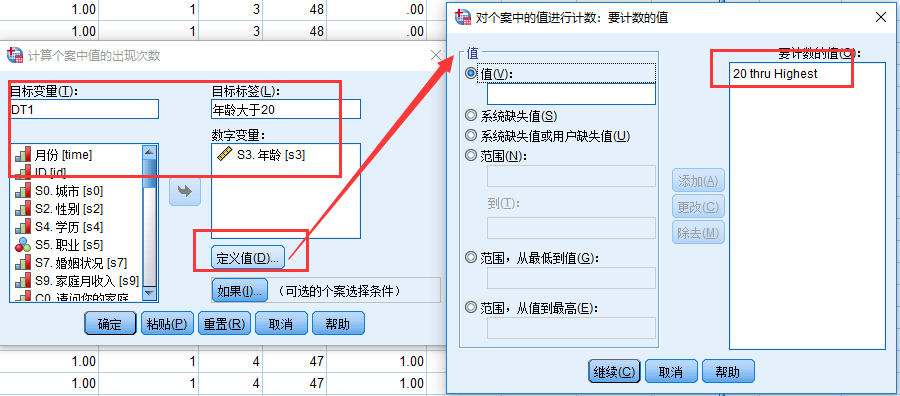 1.00 1 3 48 .00
1.00 1 3 48 .00
计算个案中值的出现次数
目标变量(T):
DT1
目标标签(L):
年龄大于20
数字变量:
月份 [time]
ID [id]
S0. 城市 [s0]
S2. 性别 [s2]
S4. 学历 [s4]
S5. 职业 [s5]
S7. 婚姻状况 [s7]
S9. 家庭月收入 [s9]
C0. 请问您的家庭
S3. 年龄 [s3]
定义值(D)...
如果(I)...
(可选的个案选择条件)
确定
粘贴(P)
重置(R)
取消
帮助
1.00 1 4 47 1.00
1.00 1 4 47 1.00
对个案中的值进行计数: 要计数的值
值
值(V):
系统缺失值(S)
系统缺失值或用户缺失值(U)
范围(N):
到(T):
范围，从最低到值(G):
范围，从值到最高(E):
添加(A)
更改(C)
除去(M)
要计数的值(O):
20 thru Highest
继续(C)
取消
帮助